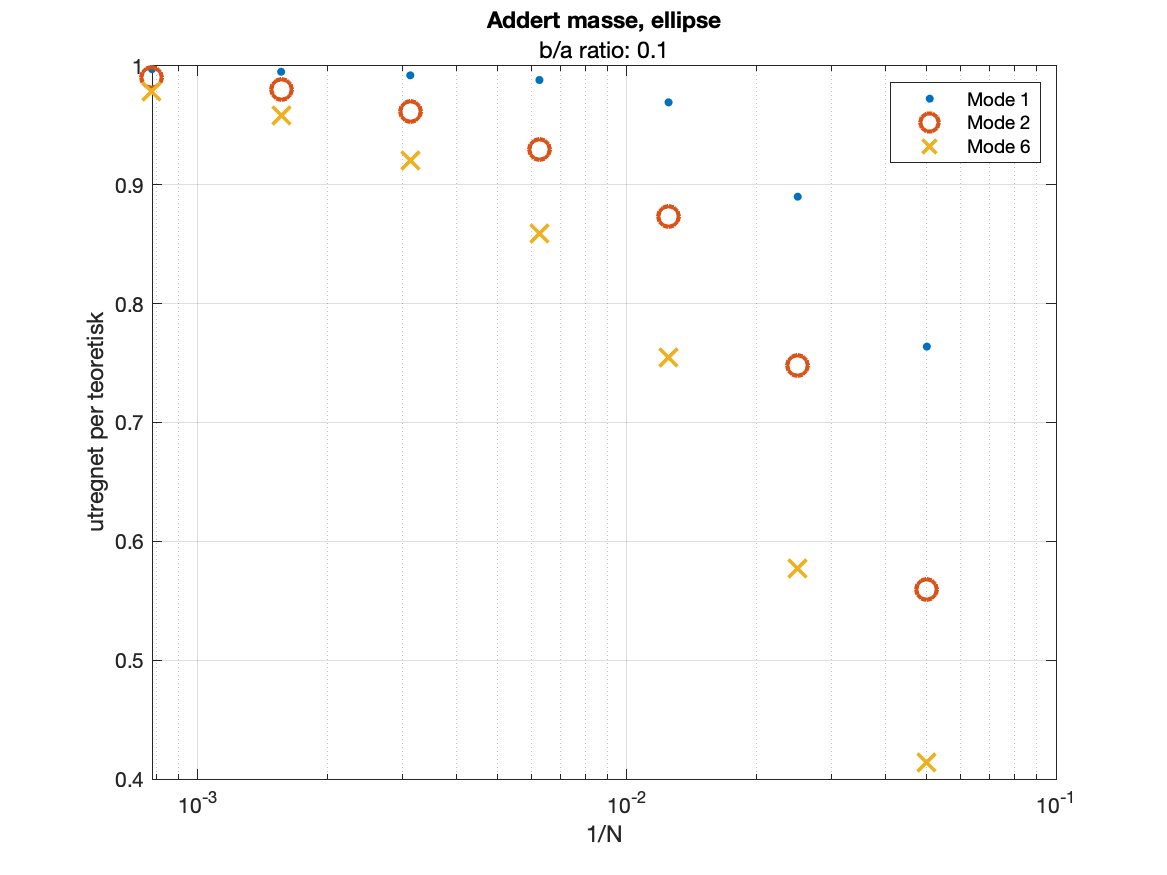 Addert masse, ellipse
b/a ratio: 0.1
utregnet per teoretisk
1
0.9
0.8
0.7
0.6
0.5
0.4
Mode 1
Mode 2
Mode 6
10-3
10-2
10-1
1/N